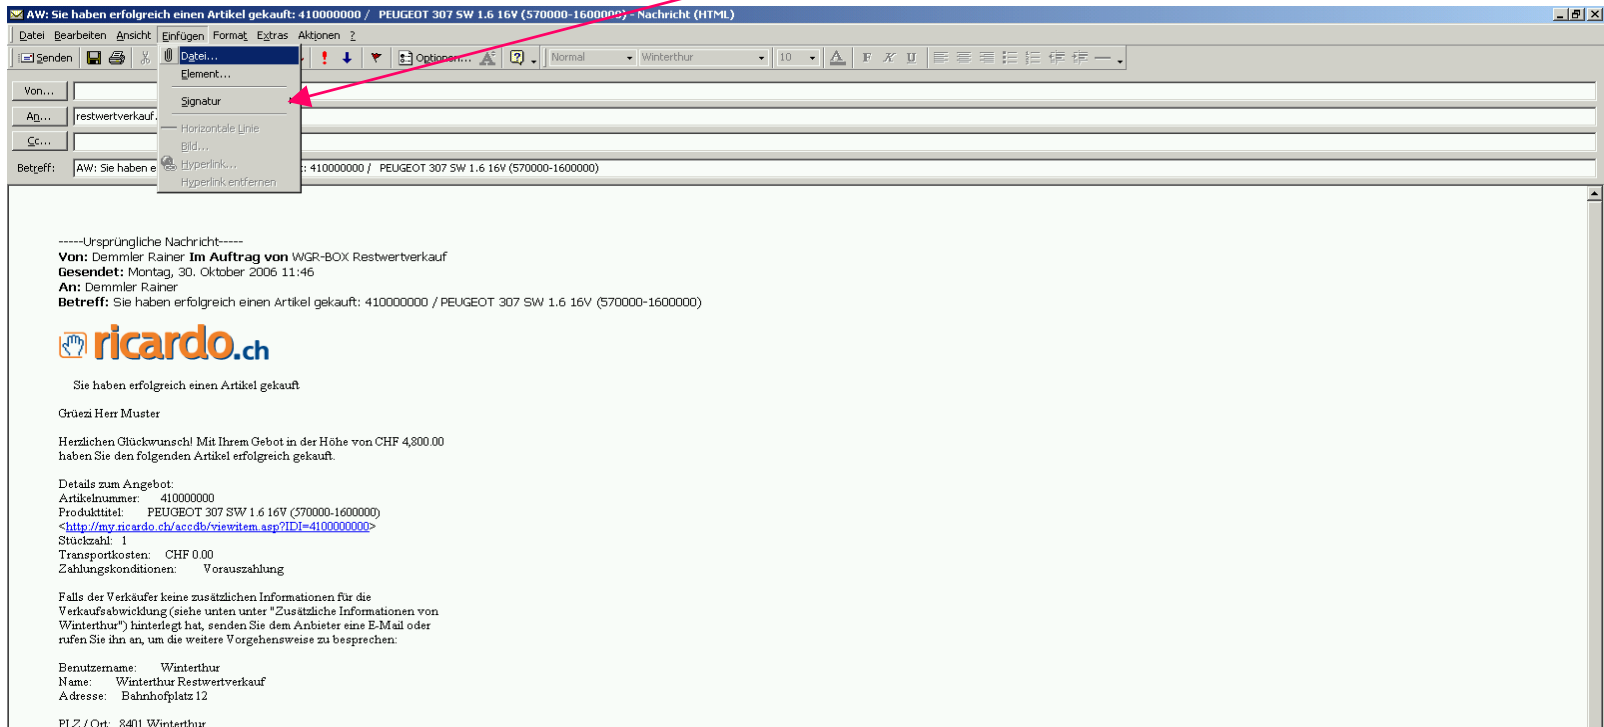 AW: Sie haben erfolgreich einen Artikel gekauft: 410000000 / PEUGEOT 307 SW 1.6 16V (570000-1600000) - Nachricht (HTML)
Datei Bearbeiten Ansicht Einfügen Format Extras Aktionen ?
Senden Optionen... Normal Winterthur 10 A F K U
Datei...
Element...
Signatur
Horizontale Linie
Bild...
Hyperlink...
Hyperlink entfernen
Von...
An... restwertverkauf.
Cc...
Betreff: AW: Sie haben e : 410000000 / PEUGEOT 307 SW 1.6 16V (570000-1600000)
-----Ursprüngliche Nachricht-----
Von: Demmler Rainer Im Auftrag von WGR-BOX Restwertverkauf
Gesendet: Montag, 30. Oktober 2006 11:46
An: Demmler Rainer
Betreff: Sie haben erfolgreich einen Artikel gekauft: 410000000 / PEUGEOT 307 SW 1.6 16V (570000-1600000)
ricardo.ch
Sie haben erfolgreich einen Artikel gekauft
Grüezi Herr Muster
Herzlichen Glückwunsch! Mit Ihrem Gebot in der Höhe von CHF 4,800.00
haben Sie den folgenden Artikel erfolgreich gekauft.
Details zum Angebot:
Artikelnummer: 410000000
Produkttitel: PEUGEOT 307 SW 1.6 16V (570000-1600000)
<http://my.ricardo.ch/accdb/viewitem.asp?IDI=4100000000>
Stückzahl: 1
Transportkosten: CHF 0.00
Zahlungskonditionen: Vorauszahlung
Falls der Verkäufer keine zusätzlichen Informationen für die
Verkaufsabwicklung (siehe unten unter "Zusätzliche Informationen von
Winterthur") hinterlegt hat, senden Sie dem Anbieter eine E-Mail oder
rufen Sie ihn an, um die weitere Vorgehensweise zu besprechen:
Benutzername: Winterthur
Name: Winterthur Restwertverkauf
Adresse: Bahnhofplatz 12
PLZ / Ort: 8401 Winterthur